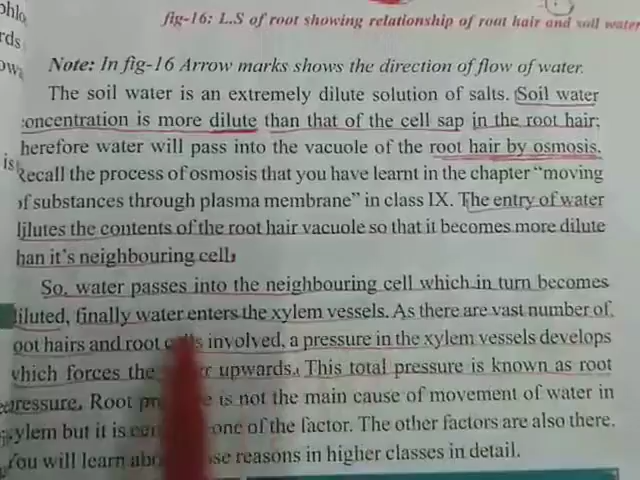 phlo
rds
ows
is
fig-16: L.S of root showing relationship of root hair and soil water
Note: In fig-16 Arrow marks shows the direction of flow of water.
The soil water is an extremely dilute solution of salts. Soil water
concentration is more dilute than that of the cell sap in the root hair;
herefore water will pass into the vacuole of the root hair by osmosis.
Recall the process of osmosis that you have learnt in the chapter “moving
of substances through plasma membrane” in class IX. The entry of water
dilutes the contents of the root hair vacuole so that it becomes more dilute
han it’s neighbouring cell.
So, water passes into the neighbouring cell which in turn becomes
diluted, finally water enters the xylem vessels. As there are vast number of
oot hairs and root involved, a pressure in the xylem vessels develops
which forces the upwards. This total pressure is known as root
pressure. Root is not the main cause of movement of water in
xylem but it is one of the factor. The other factors are also there.
You will learn reasons in higher classes in detail.